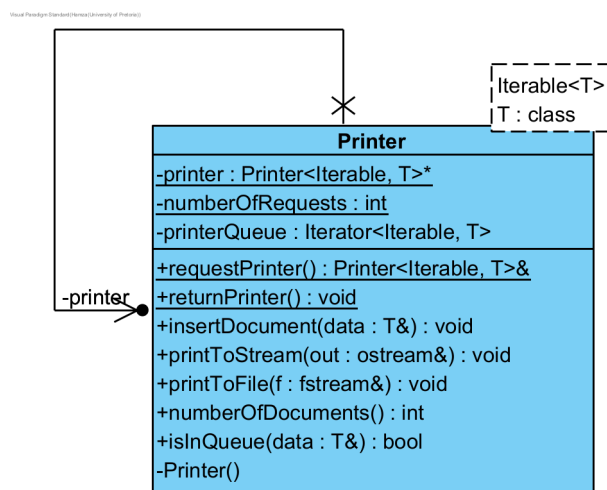 Visual Paradigm Standard(Hamsa(University of Pretoria))
Iterable<T>
T : class
Printer
-printer : Printer<Iterable, T>*
-numberOfRequests : int
-printerQueue : Iterator<Iterable, T>
+requestPrinter() : Printer<Iterable, T>&
-printer
+returnPrinter() : void
+insertDocument(data : T&) : void
+printToStream(out : ostream&) : void
+printToFile(f : fstream&) : void
+numberOfDocuments() : int
+isInQueue(data : T&) : bool
-Printer()